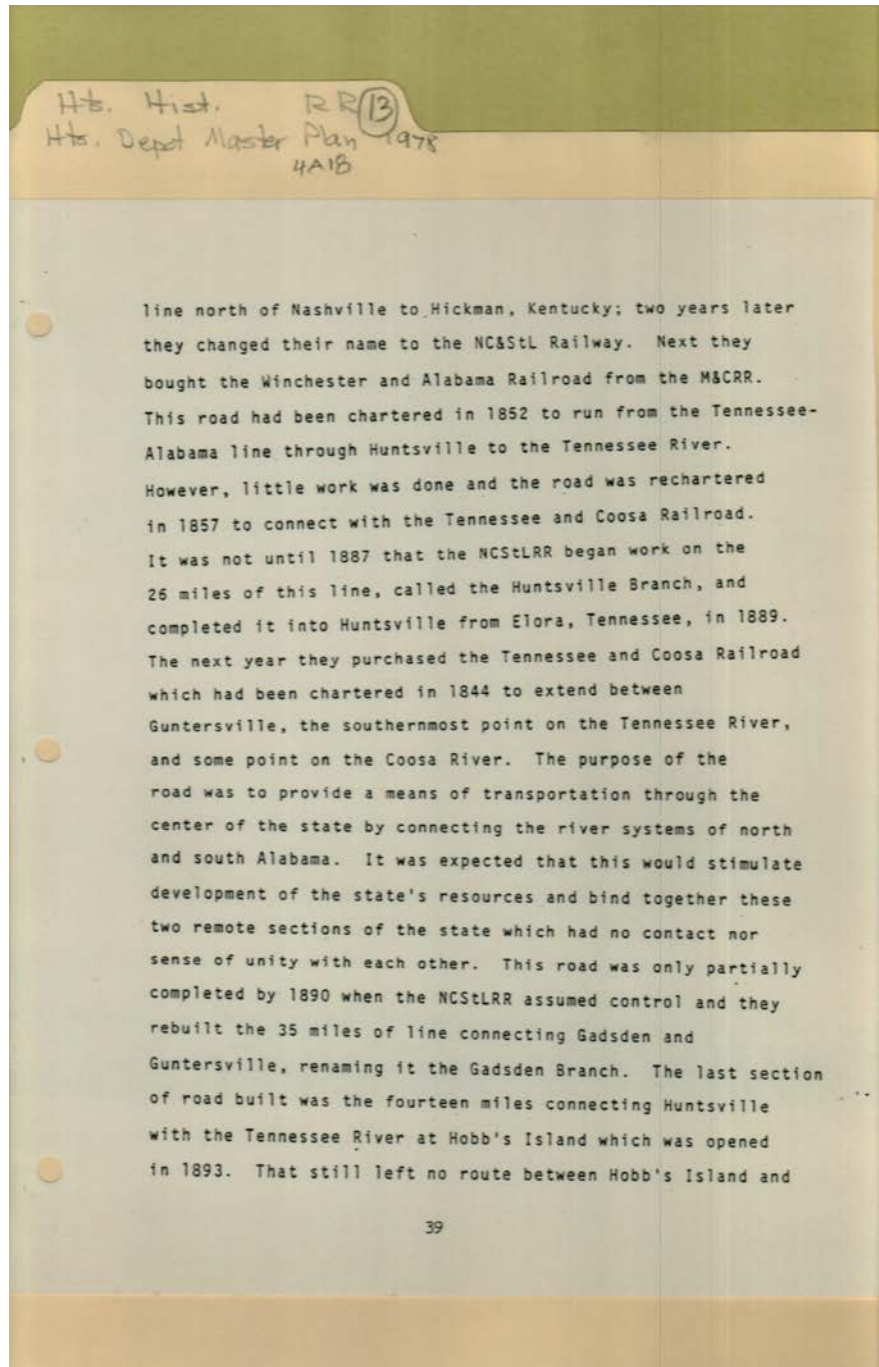 Hts. Hist. RR 13
Hts. Depot Master Plan 1978
4A18
line north of Nashville to Hickman, Kentucky; two years later
they changed their name to the NC&StL Railway. Next they
bought the Winchester and Alabama Railroad from the M&CRR.
This road had been chartered in 1852 to run from the Tennessee-
Alabama line through Huntsville to the Tennessee River.
However, little work was done and the road was rechartered
in 1857 to connect with the Tennessee and Coosa Railroad.
It was not until 1887 that the NCStLRR began work on the
26 miles of this line, called the Huntsville Branch, and
completed it into Huntsville from Elora, Tennessee, in 1889.
The next year they purchased the Tennessee and Coosa Railroad
which had been chartered in 1844 to extend between
Guntersville, the southernmost point on the Tennessee River,
and some point on the Coosa River. The purpose of the
road was to provide a means of transportation through the
center of the state by connecting the river systems of north
and south Alabama. It was expected that this would stimulate
development of the state's resources and bind together these
two remote sections of the state which had no contact nor
sense of unity with each other. This road was only partially
completed by 1890 when the NCStLRR assumed control and they
rebuilt the 35 miles of line connecting Gadsden and
Guntersville, renaming it the Gadsden Branch. The last section
of road built was the fourteen miles connecting Huntsville
with the Tennessee River at Hobb's Island which was opened
in 1893. That still left no route between Hobb's Island and
39